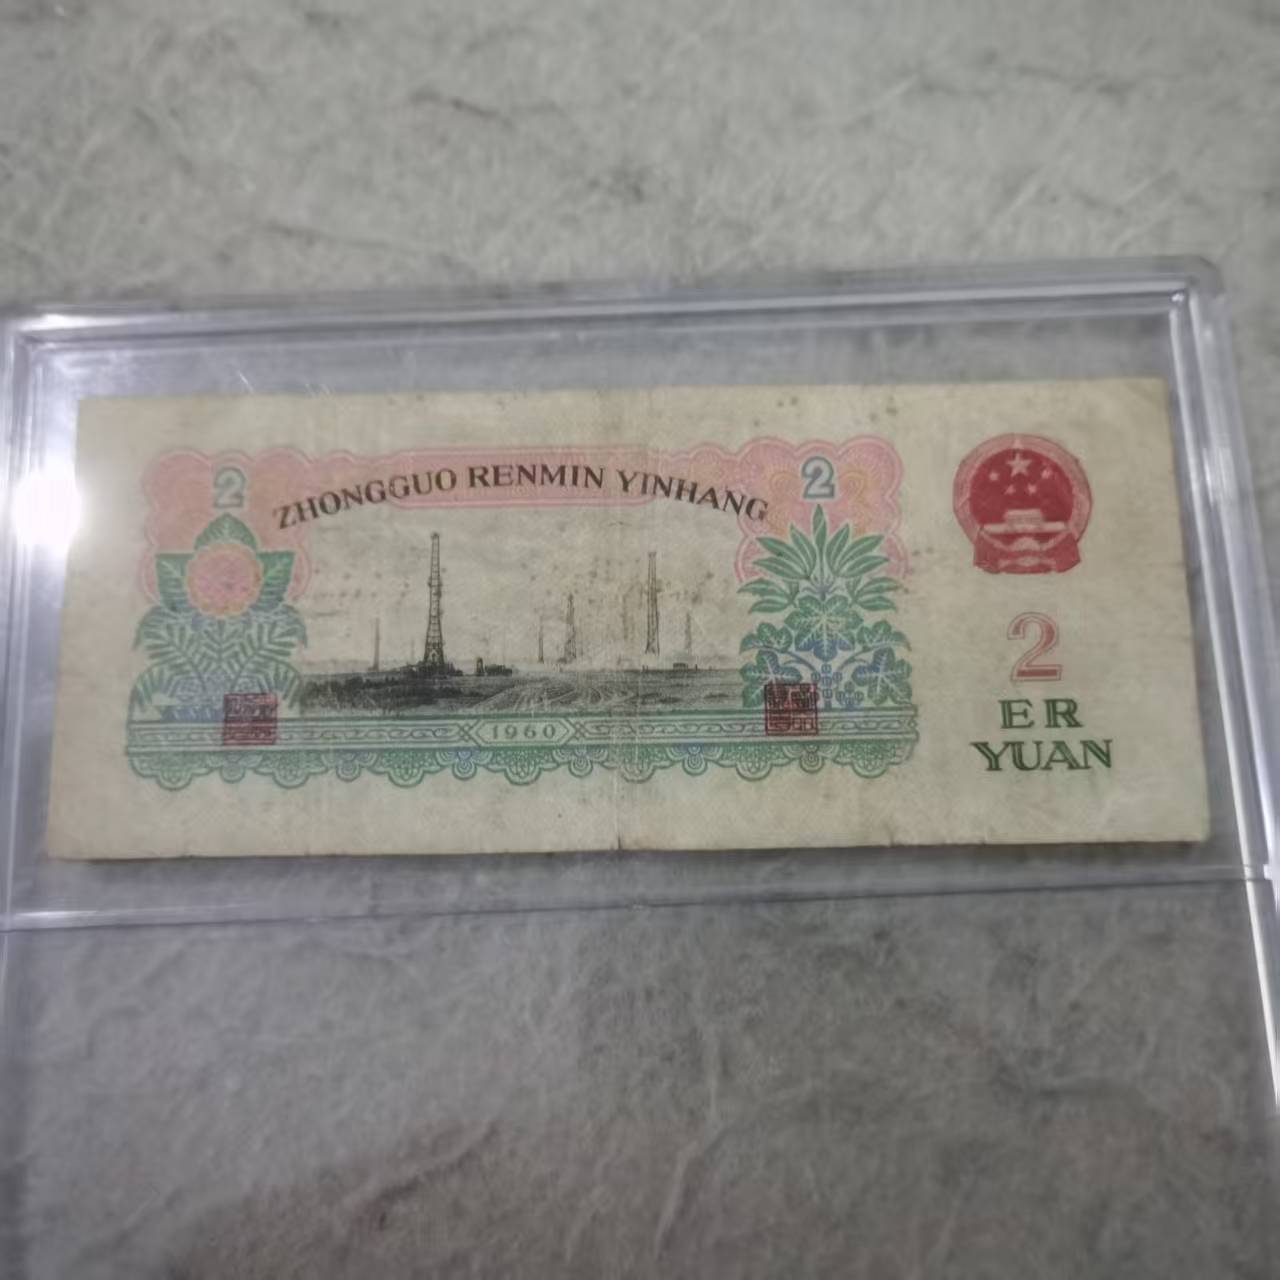 2
ZHONGGUO RENMIN YINHANG
2
1960
2
ER
YUAN